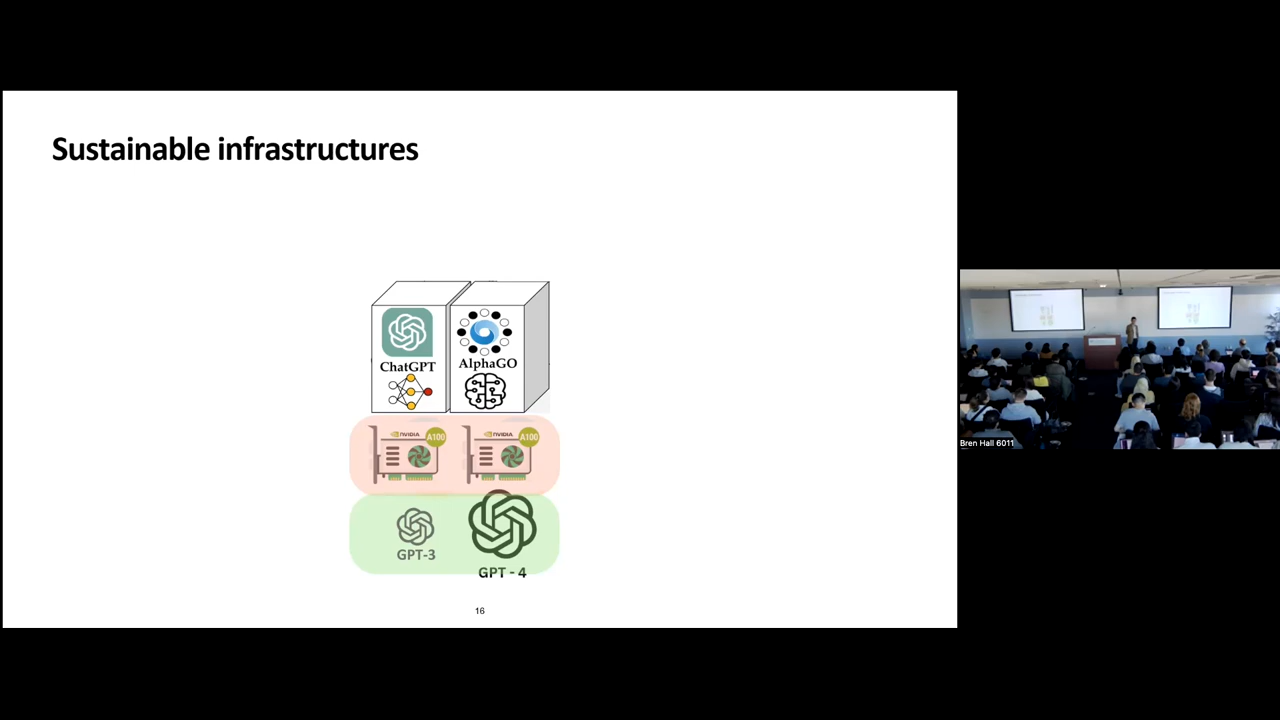 Sustainable infrastructures
ChatGPT
AlphaGO
NVIDIA
A100
NVIDIA
A100
GPT-3
GPT - 4
16
Bren Hall 6011